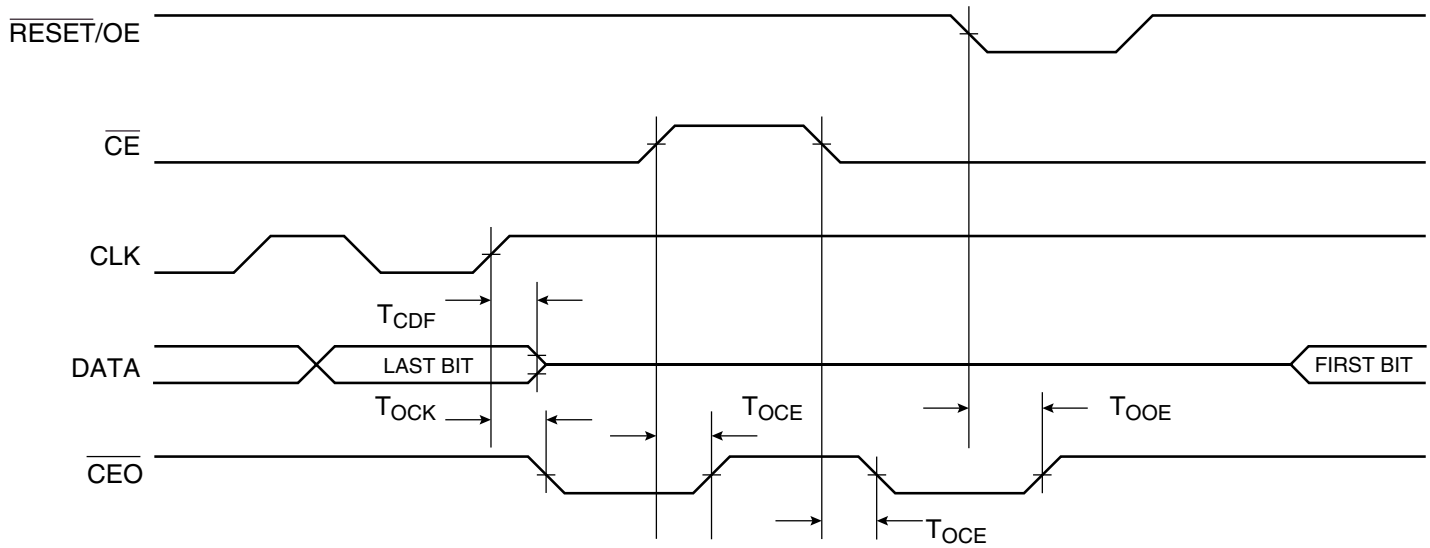 RESET/OE
CE
CLK
TCDF
DATA
LAST BIT
FIRST BIT
TOCK
TOCE
TOOE
CEO
TOCE